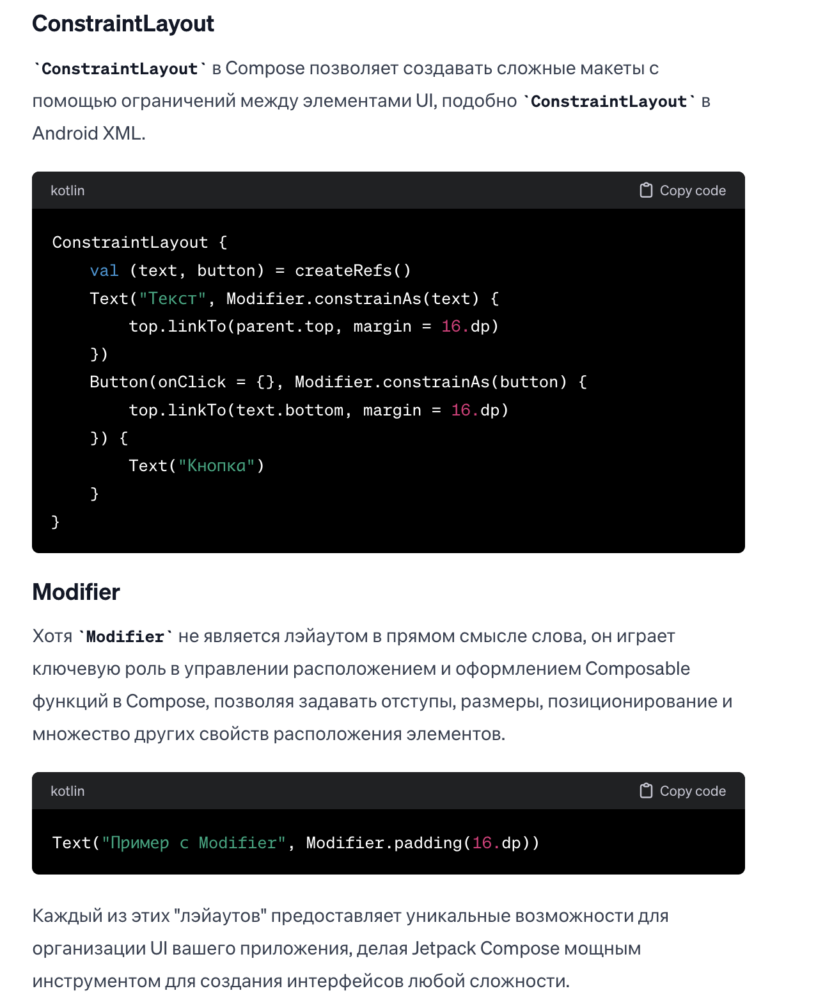 ConstraintLayout
`ConstraintLayout` в Compose позволяет создавать сложные макеты с
помощью ограничений между элементами UI, подобно `ConstraintLayout` в
Android XML.
kotlin Copy code
ConstraintLayout {
    val (text, button) = createRefs()
    Text("Текст", Modifier.constrainAs(text) {
        top.linkTo(parent.top, margin = 16.dp)
    })
    Button(onClick = {}, Modifier.constrainAs(button) {
        top.linkTo(text.bottom, margin = 16.dp)
    }) {
        Text("Кнопка")
    }
}
Modifier
Хотя `Modifier` не является лэйаутом в прямом смысле слова, он играет
ключевую роль в управлении расположением и оформлением Composable
функций в Compose, позволяя задавать отступы, размеры, позиционирование и
множество других свойств расположения элементов.
kotlin Copy code
Text("Пример с Modifier", Modifier.padding(16.dp))
Каждый из этих "лэйаутов" предоставляет уникальные возможности для
организации UI вашего приложения, делая Jetpack Compose мощным
инструментом для создания интерфейсов любой сложности.